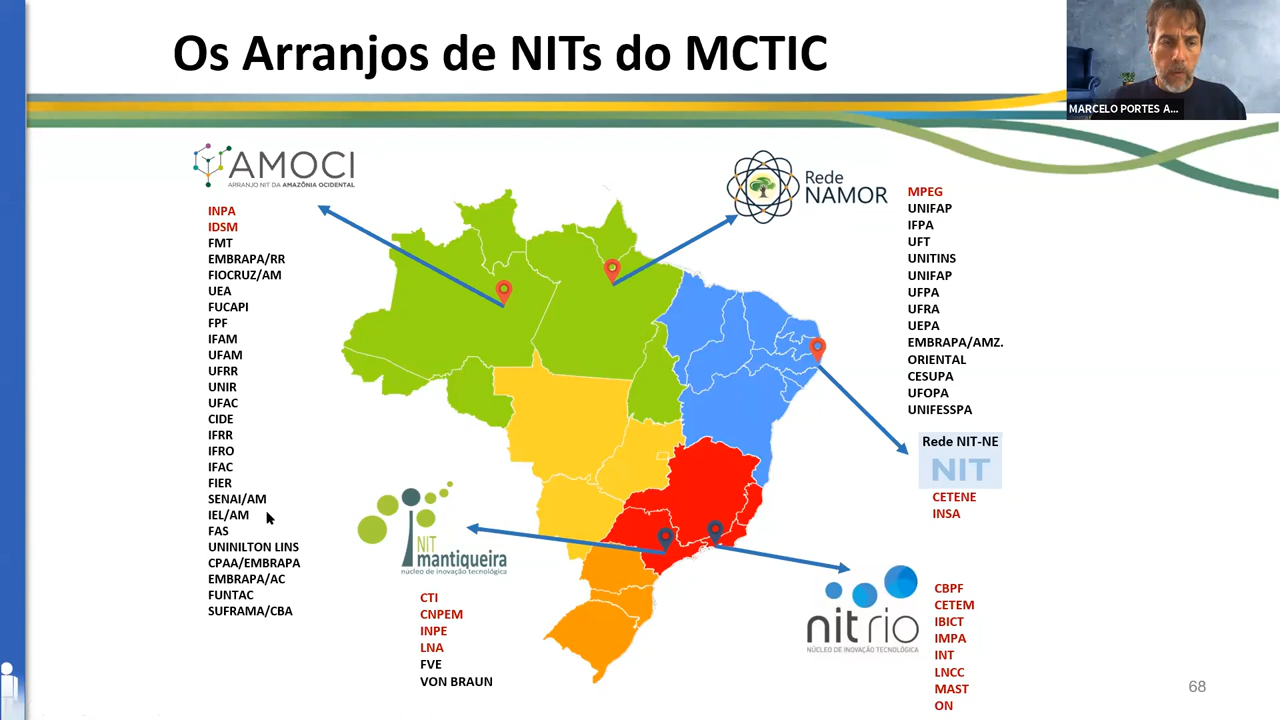 Os Arranjos de NITs do MCTIC
MARCELO PORTES A...
AMOCI
ARRANJO NIT DA AMAZÔNIA OCIDENTAL
INPA
IDSM
FMT
EMBRAPA/RR
FIOCRUZ/AM
UEA
FUCAPI
FPF
IFAM
UFAM
UFRR
UNIR
UFAC
CIDE
IFRR
IFRO
IFAC
FIER
SENAI/AM
IEL/AM
FAS
UNINILTON LINS
CPAA/EMBRAPA
EMBRAPA/AC
FUNTAC
SUFRAMA/CBA
Rede
NAMOR
MPEG
UNIFAP
IFPA
UFT
UNITINS
UNIFAP
UFPA
UFRA
UEPA
EMBRAPA/AMZ.
ORIENTAL
CESUPA
UFOPA
UNIFESSPA
Rede NIT-NE
NIT
CETENE
INSA
NIT
mantiqueira
núcleo de inovação tecnológica
CTI
CNPEM
INPE
LNA
FVE
VON BRAUN
nitrio
NÚCLEO DE INOVAÇÃO TECNOLÓGICA
CBPF
CETEM
IBICT
IMPA
INT
LNCC
MAST
ON
68